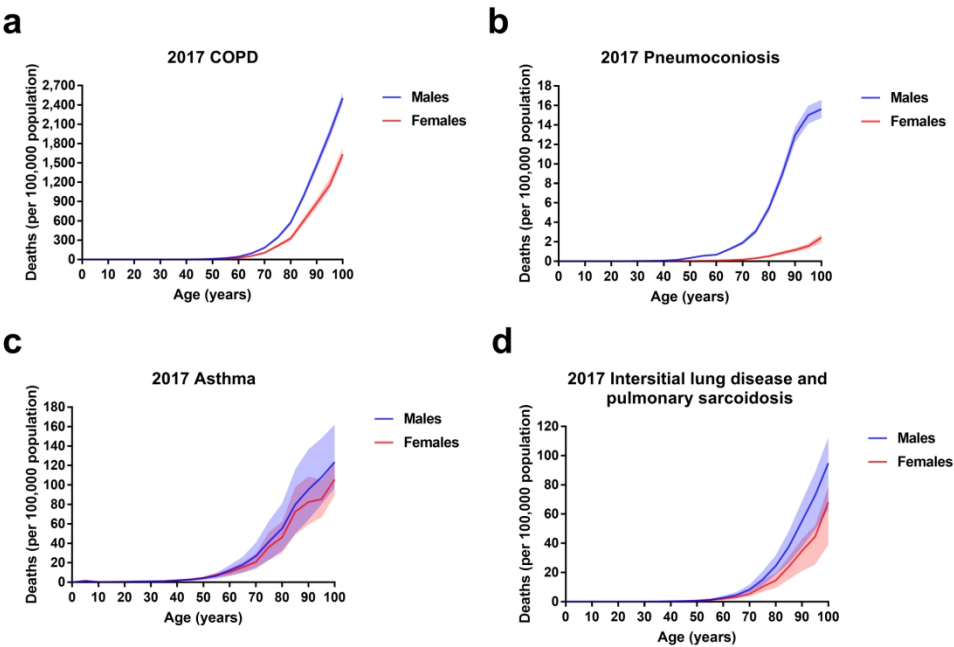 a
2017 COPD
Deaths (per 100,000 population)
2,700
2,400
2,100
1,800
1,500
1,200
900
600
300
0
0 10 20 30 40 50 60 70 80 90 100
Age (years)
Males
Females
b
2017 Pneumoconiosis
Deaths (per 100,000 population)
18
16
14
12
10
8
6
4
2
0
0 10 20 30 40 50 60 70 80 90 100
Age (years)
Males
Females
c
2017 Asthma
Deaths (per 100,000 population)
180
160
140
120
100
80
60
40
20
0
0 10 20 30 40 50 60 70 80 90 100
Age (years)
Males
Females
d
2017 Intersitial lung disease and
pulmonary sarcoidosis
Deaths (per 100,000 population)
120
100
80
60
40
20
0
0 10 20 30 40 50 60 70 80 90 100
Age (years)
Males
Females